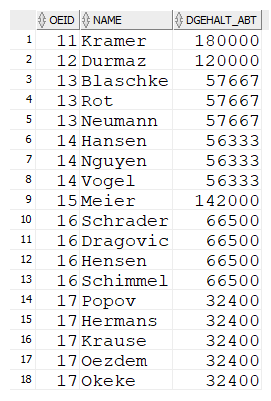 OEID NAME DGEHALT_ABT
1 11 Kramer 180000
2 12 Durmaz 120000
3 13 Blaschke 57667
4 13 Rot 57667
5 13 Neumann 57667
6 14 Hansen 56333
7 14 Nguyen 56333
8 14 Vogel 56333
9 15 Meier 142000
10 16 Schrader 66500
11 16 Dragovic 66500
12 16 Hensen 66500
13 16 Schimmel 66500
14 17 Popov 32400
15 17 Hermans 32400
16 17 Krause 32400
17 17 Oezdem 32400
18 17 Okeke 32400